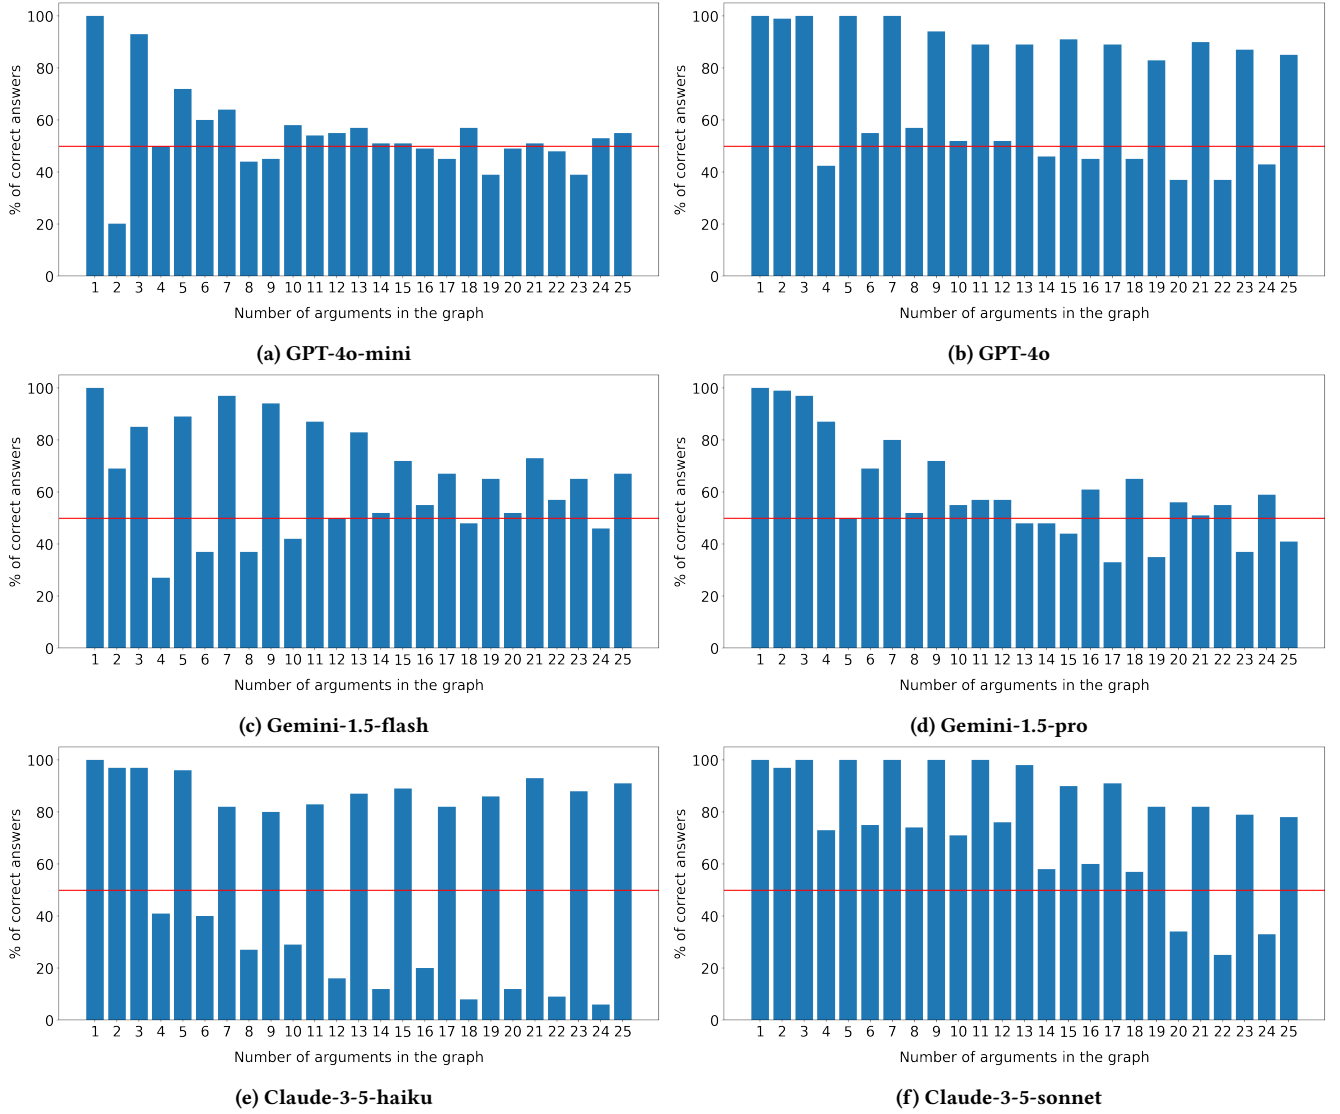 100
80
60
40
20
0
% of correct answers
1 2 3 4 5 6 7 8 9 10 11 12 13 14 15 16 17 18 19 20 21 22 23 24 25
Number of arguments in the graph
(a) GPT-4o-mini
100
80
60
40
20
0
% of correct answers
1 2 3 4 5 6 7 8 9 10 11 12 13 14 15 16 17 18 19 20 21 22 23 24 25
Number of arguments in the graph
(b) GPT-4o
100
80
60
40
20
0
% of correct answers
1 2 3 4 5 6 7 8 9 10 11 12 13 14 15 16 17 18 19 20 21 22 23 24 25
Number of arguments in the graph
(c) Gemini-1.5-flash
100
80
60
40
20
0
% of correct answers
1 2 3 4 5 6 7 8 9 10 11 12 13 14 15 16 17 18 19 20 21 22 23 24 25
Number of arguments in the graph
(d) Gemini-1.5-pro
100
80
60
40
20
0
% of correct answers
1 2 3 4 5 6 7 8 9 10 11 12 13 14 15 16 17 18 19 20 21 22 23 24 25
Number of arguments in the graph
(e) Claude-3-5-haiku
100
80
60
40
20
0
% of correct answers
1 2 3 4 5 6 7 8 9 10 11 12 13 14 15 16 17 18 19 20 21 22 23 24 25
Number of arguments in the graph
(f) Claude-3-5-sonnet